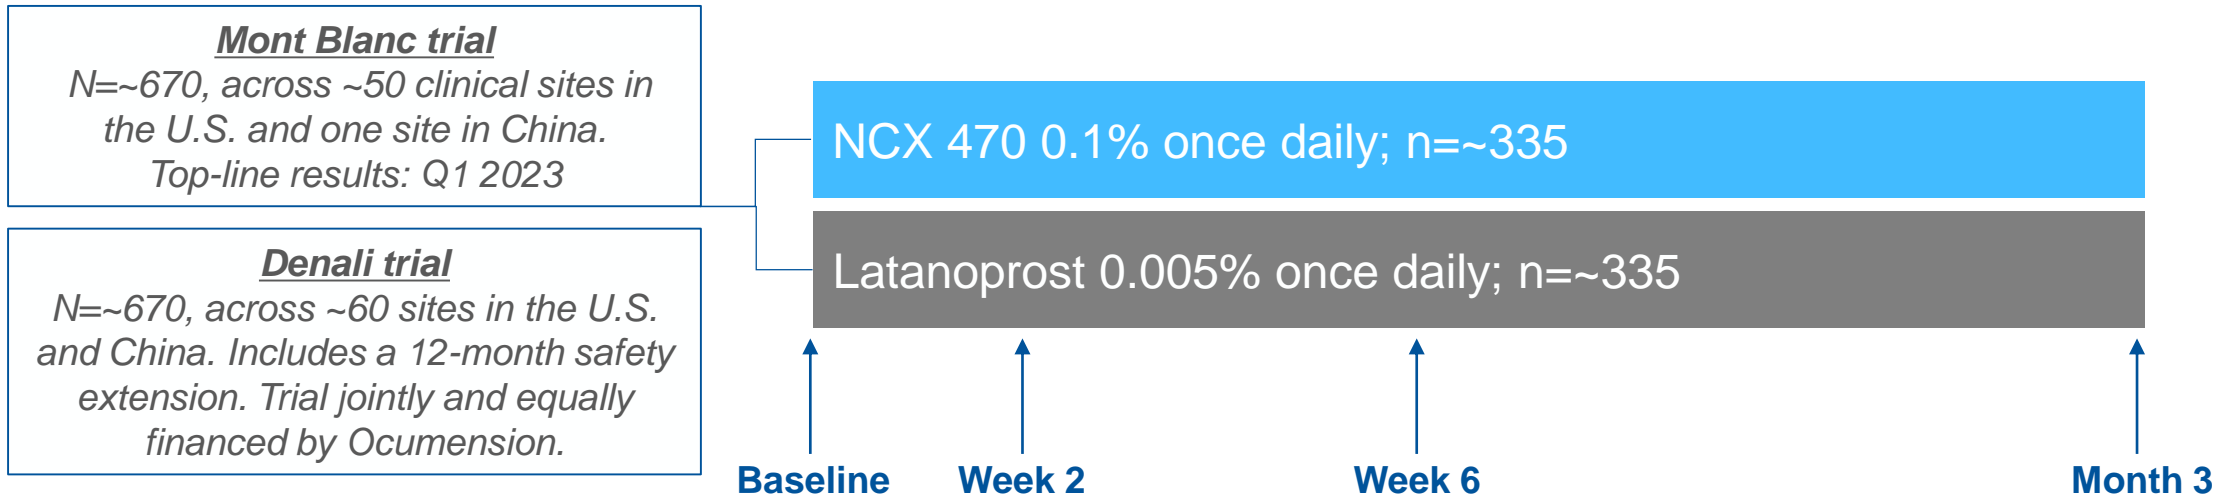 Mont Blanc trial
N=~670, across ~50 clinical sites in
the U.S. and one site in China.
Top-line results: Q1 2023
Denali trial
N=~670, across ~60 sites in the U.S.
and China. Includes a 12-month safety
extension. Trial jointly and equally
financed by Ocumension.
NCX 470 0.1% once daily; n=~335
Latanoprost 0.005% once daily; n=~335
Baseline
Week 2
Week 6
Month 3